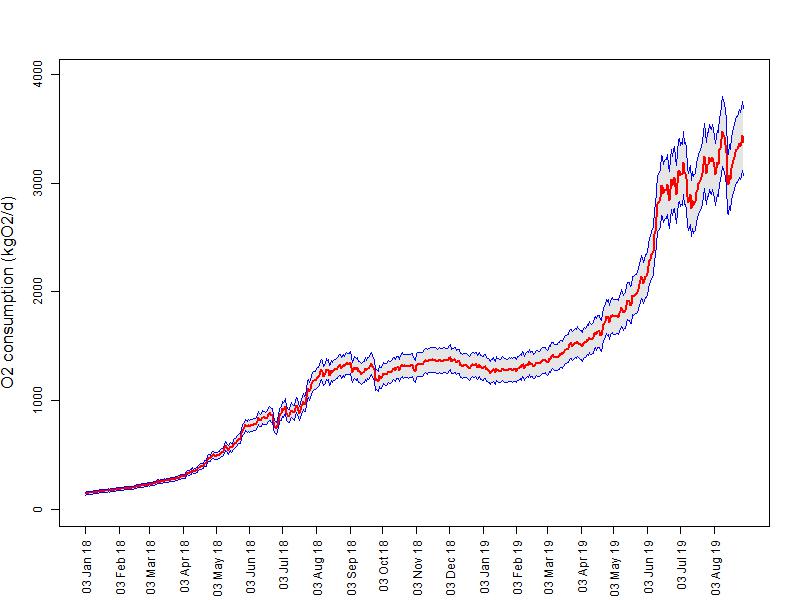 O2 consumption (kgO2/d)
4000
3000
2000
1000
0
03 Jan 18
03 Feb 18
03 Mar 18
03 Apr 18
03 May 18
03 Jun 18
03 Jul 18
03 Aug 18
03 Sep 18
03 Oct 18
03 Nov 18
03 Dec 18
03 Jan 19
03 Feb 19
03 Mar 19
03 Apr 19
03 May 19
03 Jun 19
03 Jul 19
03 Aug 19